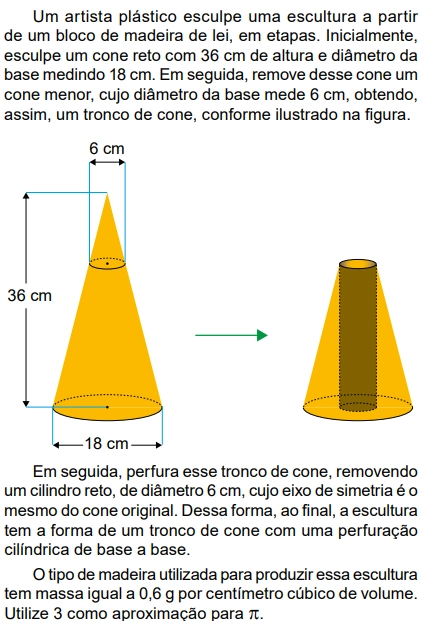 Um artista plástico esculpe uma escultura a partir
de um bloco de madeira de lei, em etapas. Inicialmente,
esculpe um cone reto com 36 cm de altura e diâmetro da
base medindo 18 cm. Em seguida, remove desse cone um
cone menor, cujo diâmetro da base mede 6 cm, obtendo,
assim, um tronco de cone, conforme ilustrado na figura.
6 cm
36 cm
18 cm
Em seguida, perfura esse tronco de cone, removendo
um cilindro reto, de diâmetro 6 cm, cujo eixo de simetria é o
mesmo do cone original. Dessa forma, ao final, a escultura
tem a forma de um tronco de cone com uma perfuração
cilíndrica de base a base.
O tipo de madeira utilizada para produzir essa escultura
tem massa igual a 0,6 g por centímetro cúbico de volume.
Utilize 3 como aproximação para π.